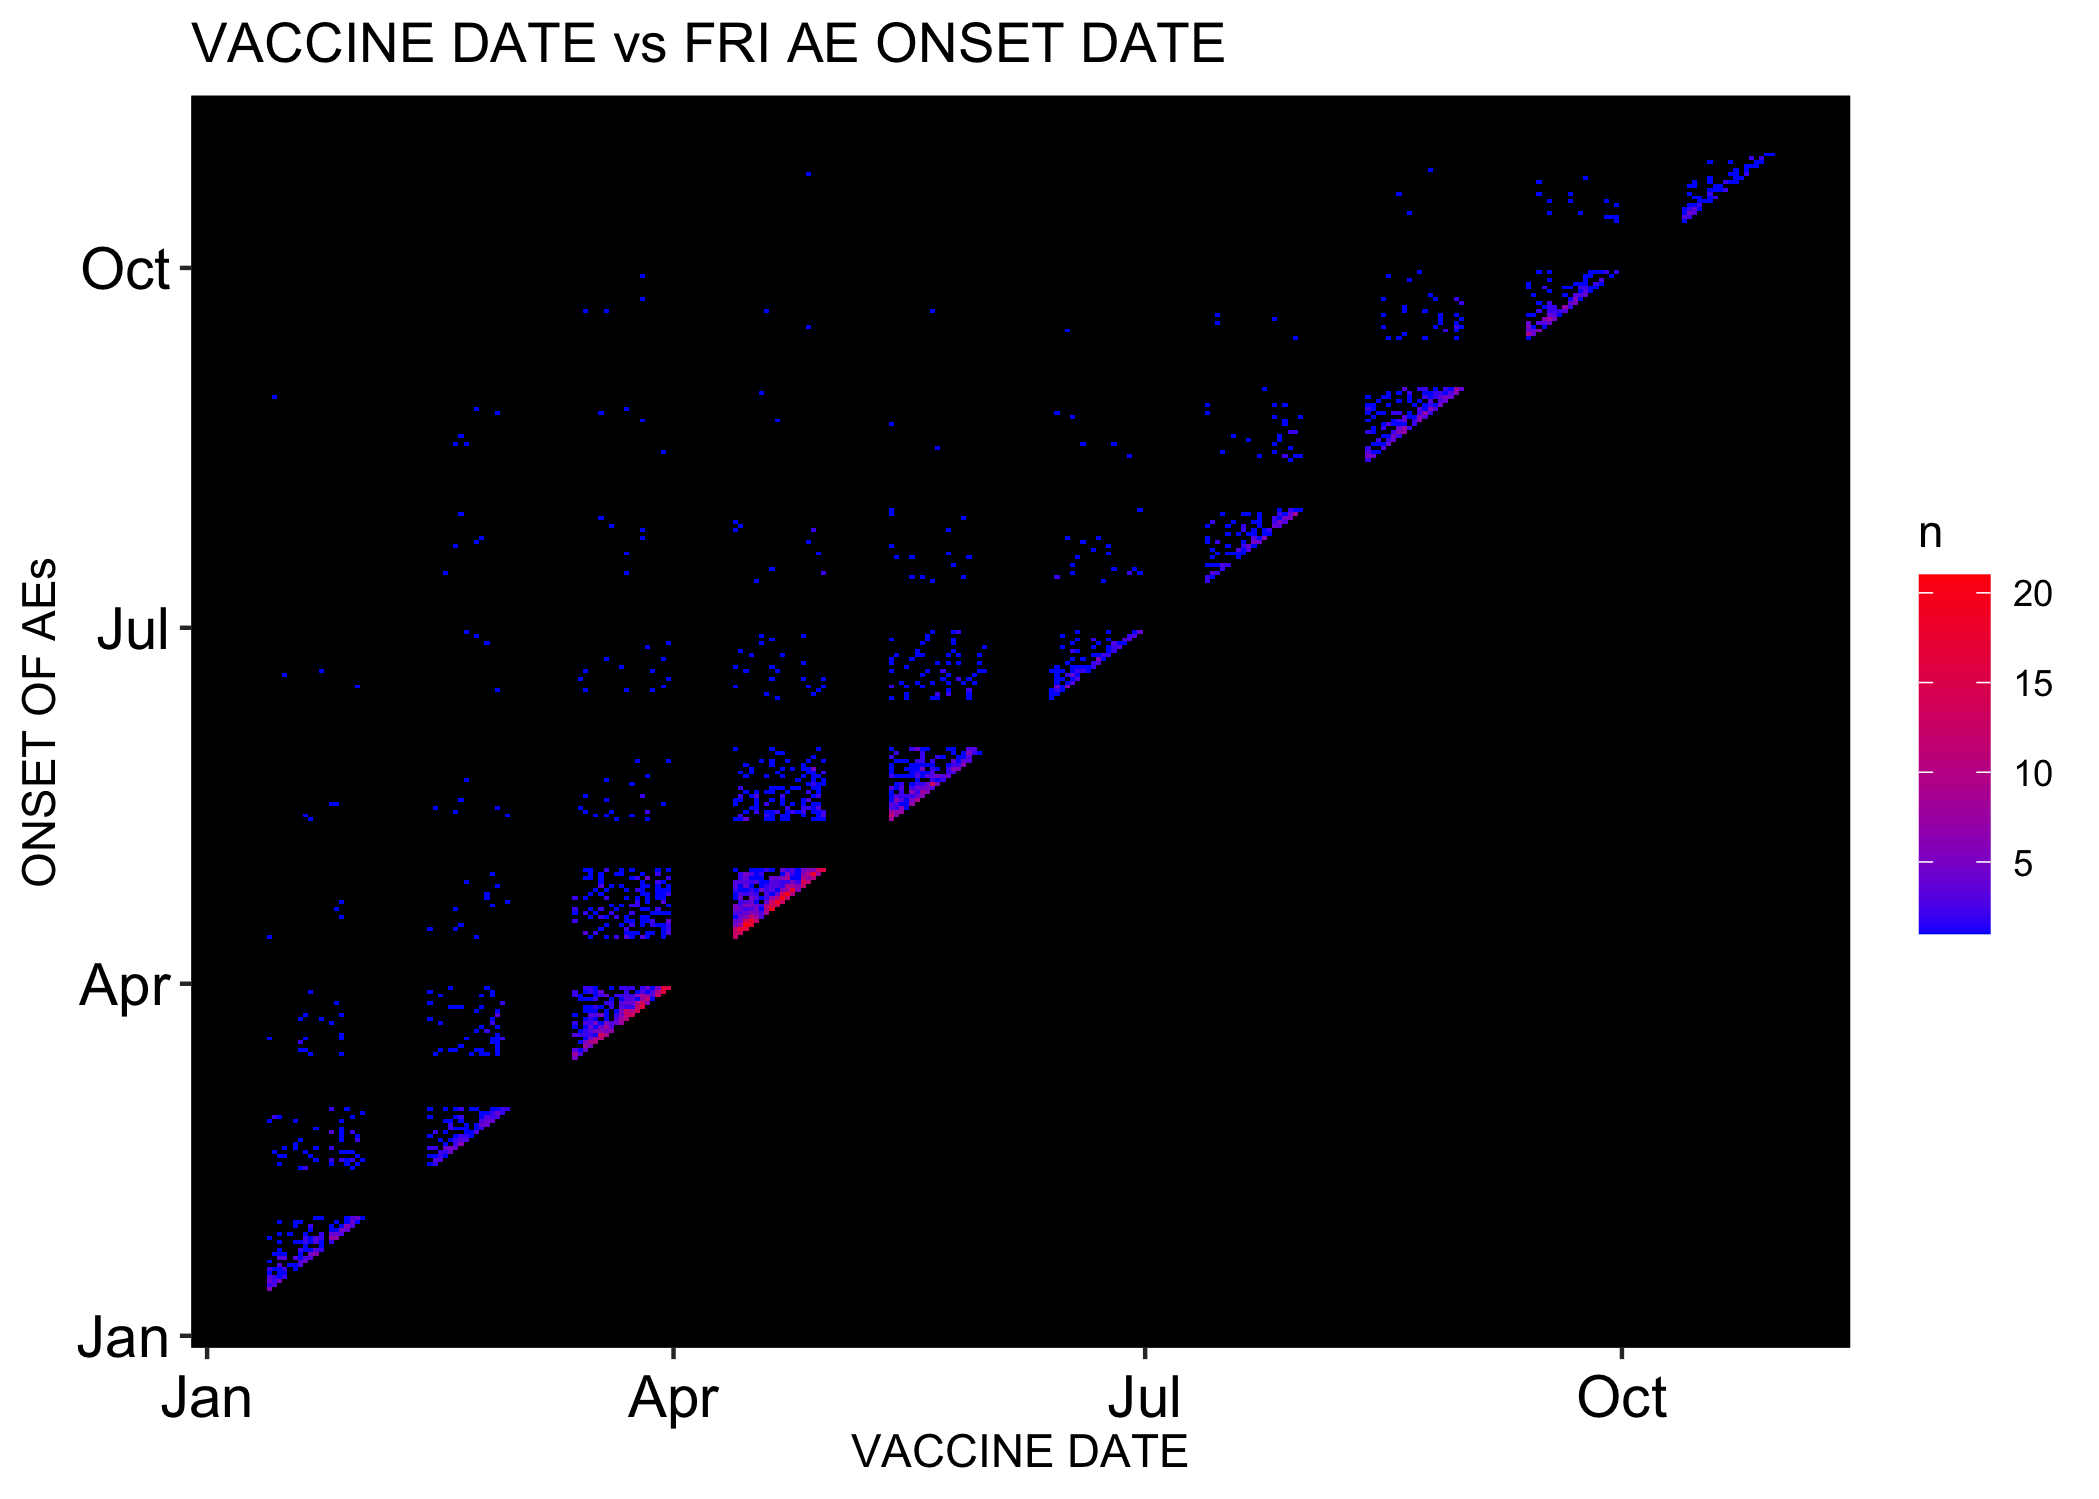 VACCINE DATE vs FRI AE ONSET DATE
ONSET OF AEs
Oct
Jul
Apr
Jan
Jan Apr Jul Oct
VACCINE DATE
n
20
15
10
5